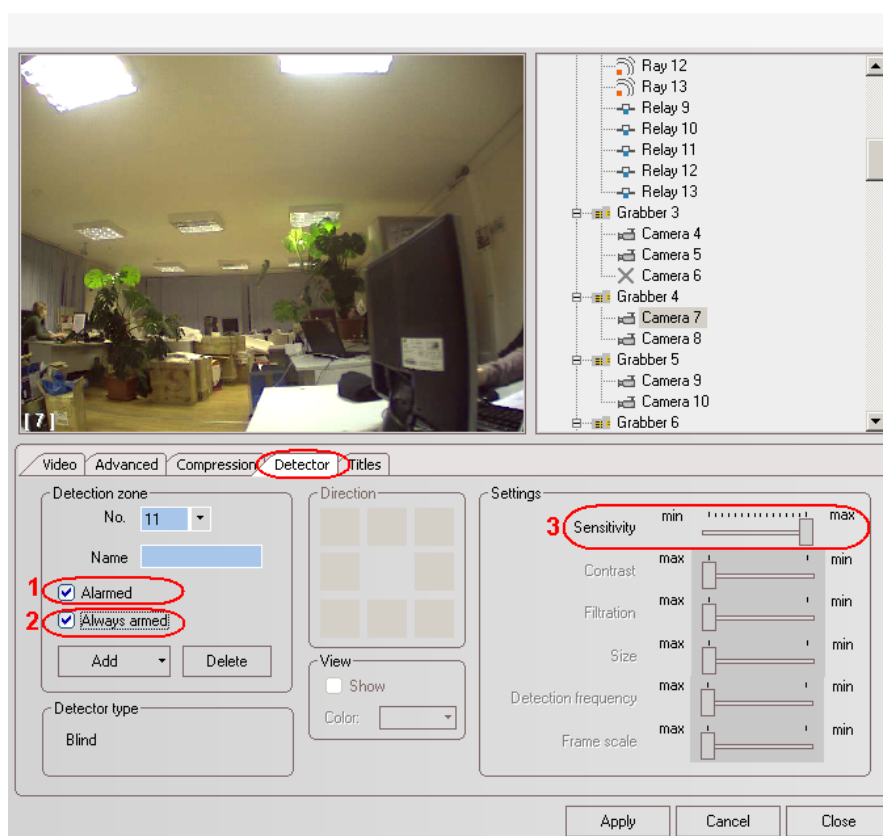 Ray 12
Ray 13
Relay 9
Relay 10
Relay 11
Relay 12
Relay 13
Grabber 3
Camera 4
Camera 5
Camera 6
Grabber 4
Camera 7
Camera 8
Grabber 5
Camera 9
Camera 10
Grabber 6
[7]
Video Advanced Compression Detector Titles
Detection zone
No. 11
Name
1 Alarmed
2 Always armed
Add Delete
Detector type
Blind
Direction
View
Show
Color:
Settings
3 Sensitivity min max
Contrast max min
Filtration max min
Size max min
Detection frequency max min
Frame scale max min
Apply Cancel Close